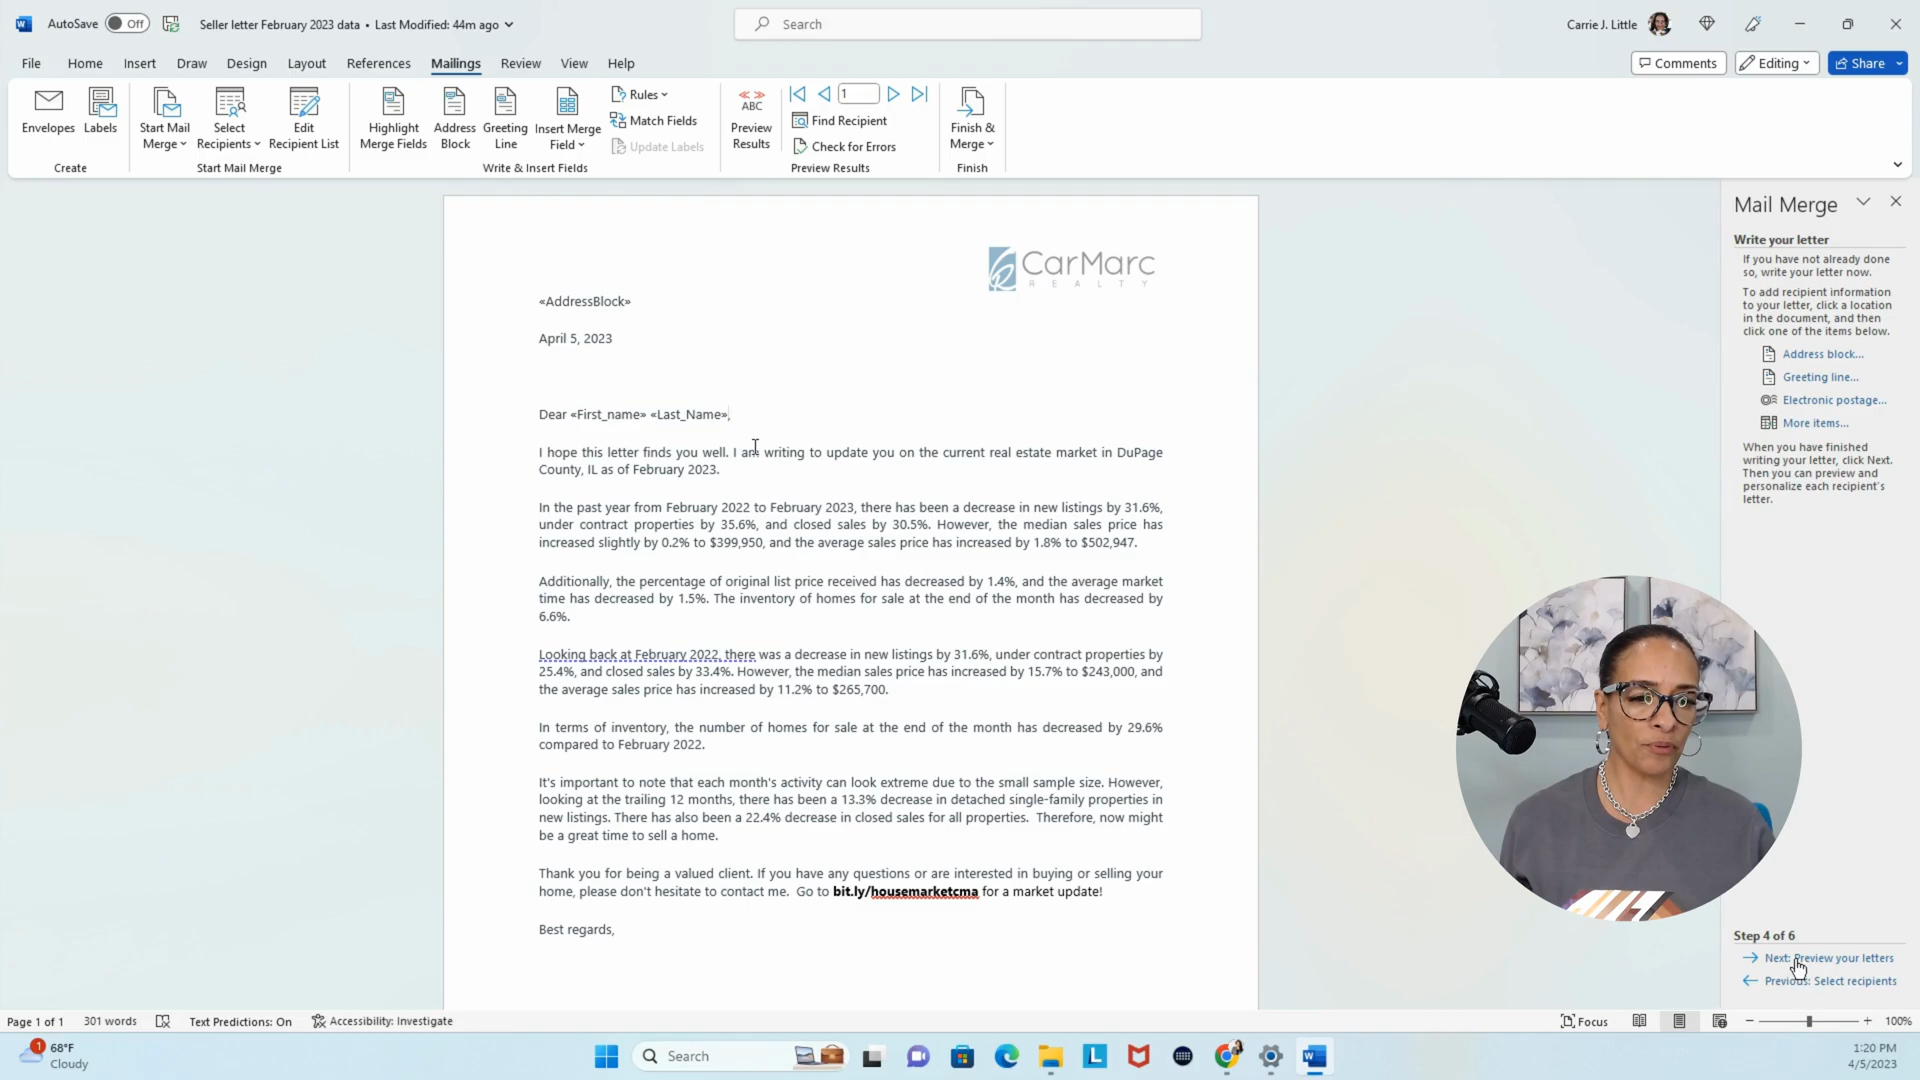 AutoSave Off Seller letter February 2023 data • Last Modified: 44m ago Search Carrie J. Little
File Home Insert Draw Design Layout References Mailings Review View Help Comments Editing Share
Envelopes Labels
Start Mail Merge
Select Recipients
Edit Recipient List
Highlight Merge Fields
Address Block
Greeting Line
Insert Merge Field
Rules
Match Fields
Update Labels
ABC
Preview Results
1
Find Recipient
Check for Errors
Finish & Merge
Create Start Mail Merge Write & Insert Fields Preview Results Finish
CarMarc
REALTY
«AddressBlock»
April 5, 2023
Dear «First_name» «Last_Name»,
I hope this letter finds you well. I am writing to update you on the current real estate market in DuPage
County, IL as of February 2023.
In the past year from February 2022 to February 2023, there has been a decrease in new listings by 31.6%,
under contract properties by 35.6%, and closed sales by 30.5%. However, the median sales price has
increased slightly by 0.2% to $399,950, and the average sales price has increased by 1.8% to $502,947.
Additionally, the percentage of original list price received has decreased by 1.4%, and the average market
time has decreased by 1.5%. The inventory of homes for sale at the end of the month has decreased by
6.6%.
Looking back at February 2022, there was a decrease in new listings by 31.6%, under contract properties by
25.4%, and closed sales by 33.4%. However, the median sales price has increased by 15.7% to $243,000, and
the average sales price has increased by 11.2% to $265,700.
In terms of inventory, the number of homes for sale at the end of the month has decreased by 29.6%
compared to February 2022.
It's important to note that each month's activity can look extreme due to the small sample size. However,
looking at the trailing 12 months, there has been a 13.3% decrease in detached single-family properties in
new listings. There has also been a 22.4% decrease in closed sales for all properties. Therefore, now might
be a great time to sell a home.
Thank you for being a valued client. If you have any questions or are interested in buying or selling your
home, please don't hesitate to contact me. Go to bit.ly/housemarketcma for a market update!
Best regards,
Mail Merge
Write your letter
If you have not already done
so, write your letter now.
To add recipient information
to your letter, click a location
in the document, and then
click one of the items below.
Address block...
Greeting line...
Electronic postage...
More items...
When you have finished
writing your letter, click Next.
Then you can preview and
personalize each recipient's
letter.
Step 4 of 6
Next: Preview your letters
Previous: Select recipients
Page 1 of 1 301 words Text Predictions: On Accessibility: Investigate Focus 100%
1
68°F
Cloudy
Search
L
1:20 PM
4/5/2023